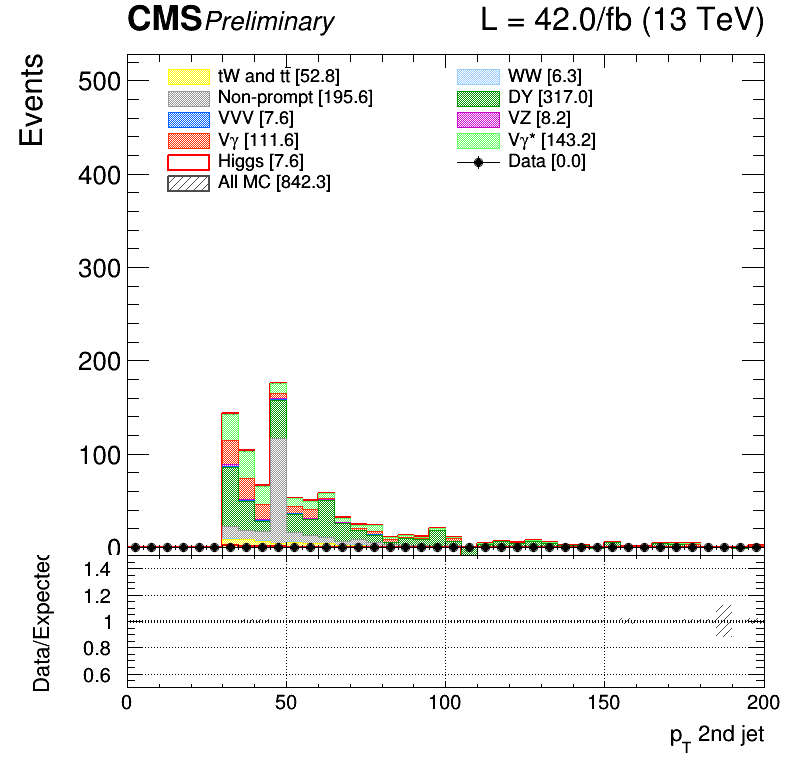 CMS Preliminary L = 42.0/fb (13 TeV)
Events
500
400
300
200
100
0
tW and tt̄ [52.8]
Non-prompt [195.6]
VVV [7.6]
Vγ [111.6]
Higgs [7.6]
All MC [842.3]
WW [6.3]
DY [317.0]
VZ [8.2]
Vγ* [143.2]
Data [0.0]
Data/Expected
1.4
1.2
1
0.8
0.6
0 50 100 150 200
p_T 2nd jet